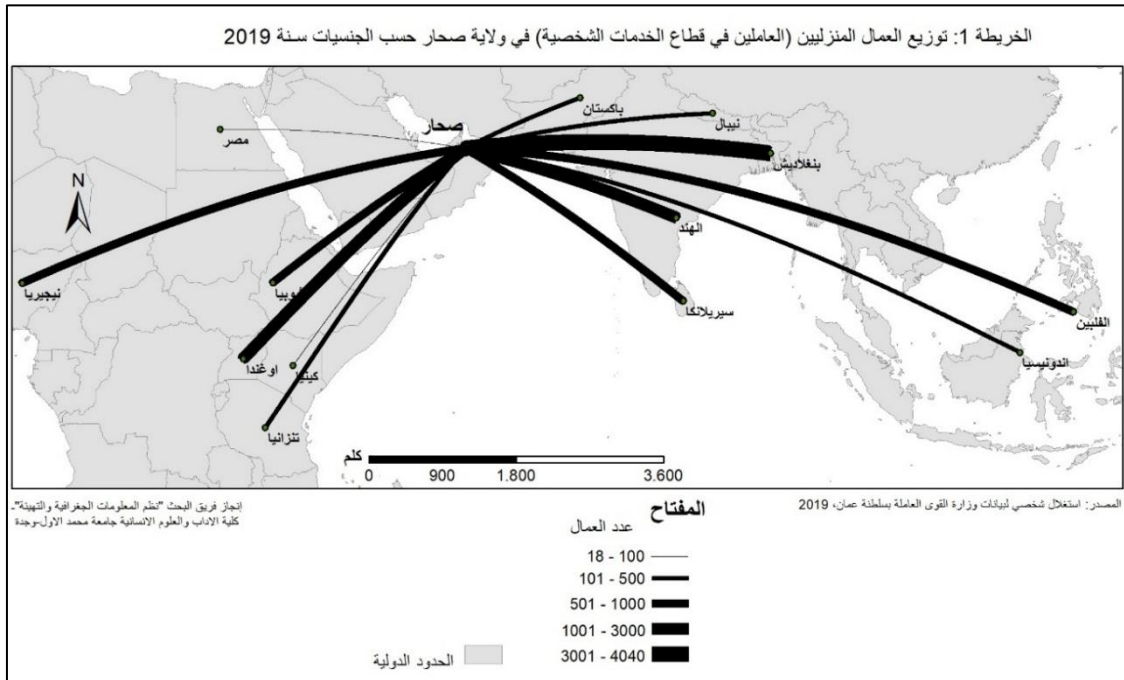 الخريطة 1: توزيع العمال المنزليين (العاملين في قطاع الخدمات الشخصية) في ولاية صحار حسب الجنسيات سنة 2019
باكستان
نيبال
صحار
مصر
بنغلاديش
N
الهند
نيجيريا
سيريلانكا
الفلبين
اوغندا
كينيا
اندونيسيا
تنزانيا
كلم
0 900 1.800 3.600
المصدر: استغلال شخصي لبيانات وزارة القوى العاملة بسلطنة عمان، 2019
إنجاز فريق البحث "نظم المعلومات الجغرافية والتهيئة"-
كلية الاداب والعلوم الانسانية جامعة محمد الاول-وجدة
المفتاح
عدد العمال
18 - 100
101 - 500
501 - 1000
1001 - 3000
3001 - 4040
الحدود الدولية